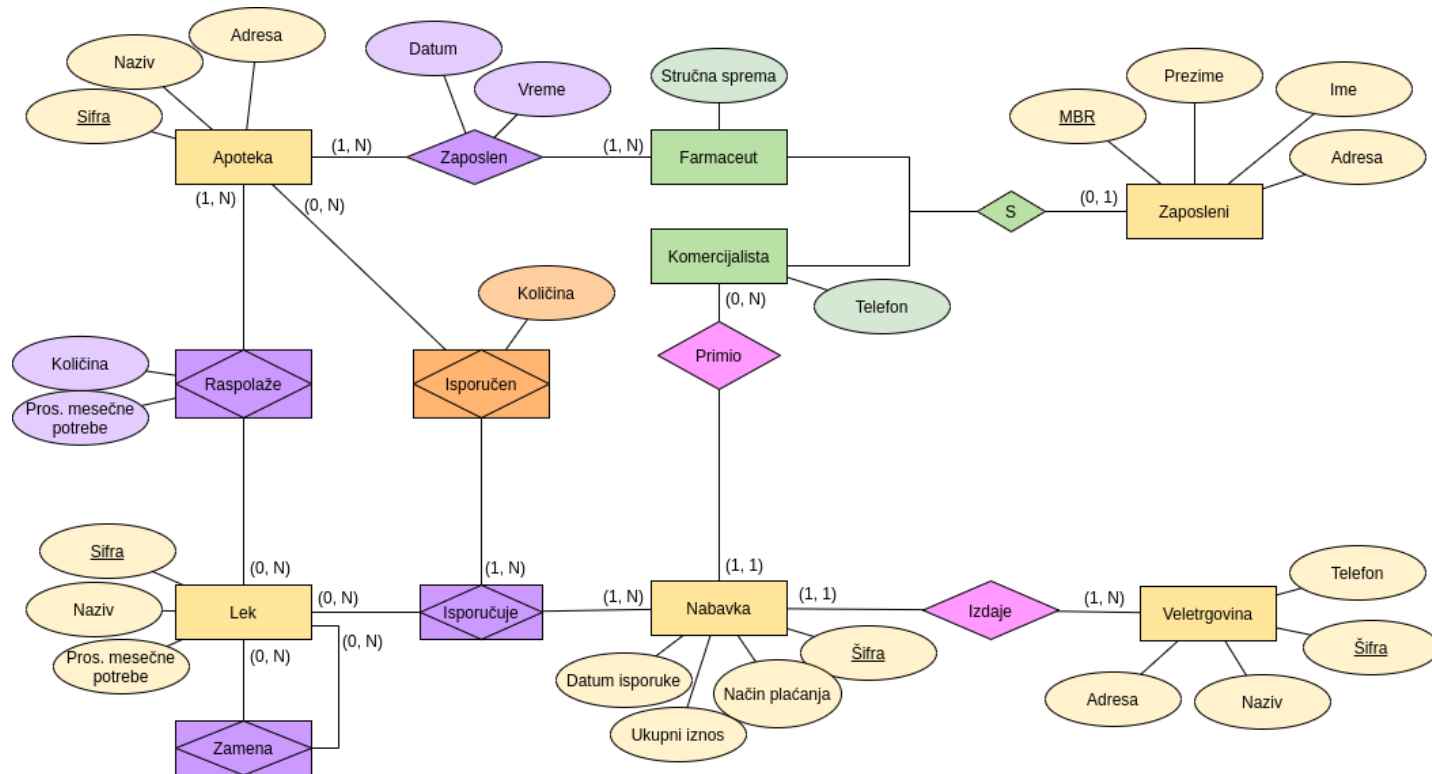 Adresa
Datum
Naziv
Vreme
Stručna sprema
Prezime
Ime
Sifra
MBR
Apoteka
(1, N)
Zaposlen
(1, N)
Farmaceut
Adresa
(1, N)
(0, N)
S
(0, 1)
Zaposleni
Komercijalista
(0, N)
Telefon
Količina
Primio
Količina
Raspolaže
Isporučen
Pros. mesečne
potrebe
Sifra
(0, N)
(1, N)
(1, 1)
Telefon
Naziv
Lek
(0, N)
Isporučuje
(1, N)
Nabavka
(1, 1)
Izdaje
(1, N)
Veletrgovina
Pros. mesečne
potrebe
(0, N)
(0, N)
Šifra
Šifra
Datum isporuke
Način plaćanja
Adresa
Naziv
Ukupni iznos
Zamena